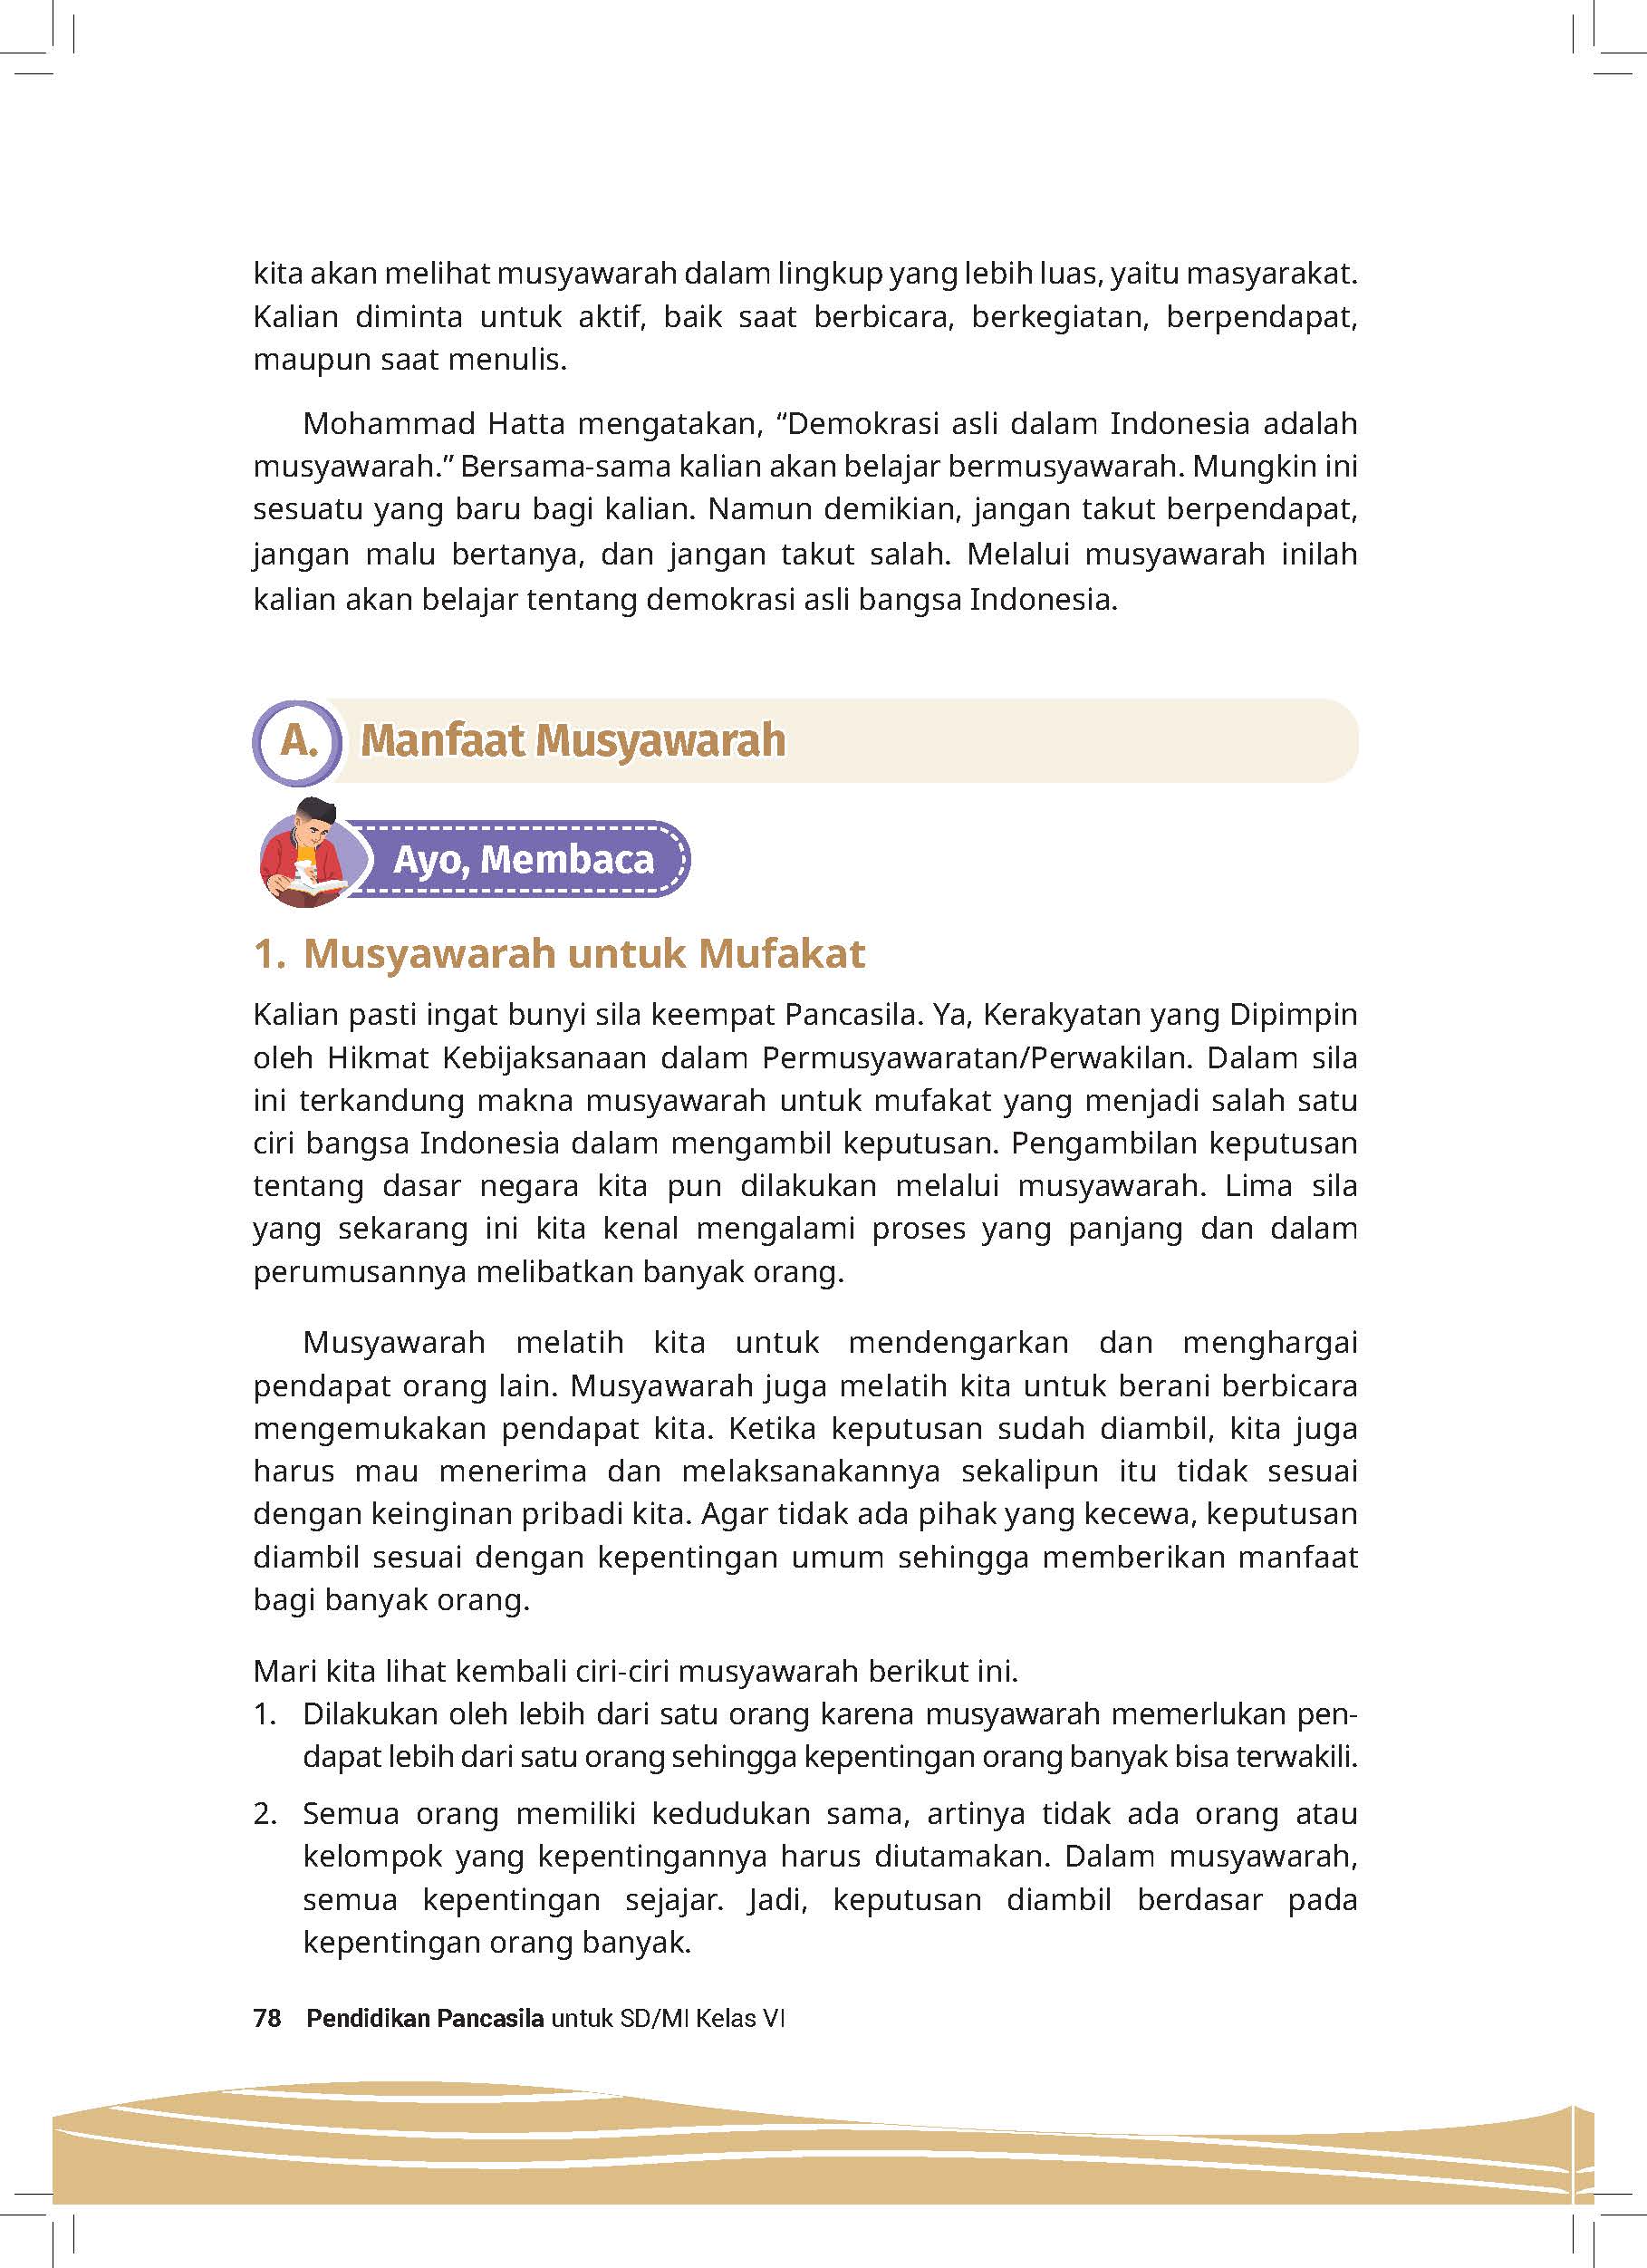 kita akan melihat musyawarah dalam lingkup yang lebih luas, yaitu masyarakat.
Kalian diminta untuk aktif, baik saat berbicara, berkegiatan, berpendapat,
maupun saat menulis.
Mohammad Hatta mengatakan, “Demokrasi asli dalam Indonesia adalah
musyawarah.” Bersama-sama kalian akan belajar bermusyawarah. Mungkin ini
sesuatu yang baru bagi kalian. Namun demikian, jangan takut berpendapat,
jangan malu bertanya, dan jangan takut salah. Melalui musyawarah inilah
kalian akan belajar tentang demokrasi asli bangsa Indonesia.
A. Manfaat Musyawarah
Ayo, Membaca
1. Musyawarah untuk Mufakat
Kalian pasti ingat bunyi sila keempat Pancasila. Ya, Kerakyatan yang Dipimpin
oleh Hikmat Kebijaksanaan dalam Permusyawaratan/Perwakilan. Dalam sila
ini terkandung makna musyawarah untuk mufakat yang menjadi salah satu
ciri bangsa Indonesia dalam mengambil keputusan. Pengambilan keputusan
tentang dasar negara kita pun dilakukan melalui musyawarah. Lima sila
yang sekarang ini kita kenal mengalami proses yang panjang dan dalam
perumusannya melibatkan banyak orang.
Musyawarah melatih kita untuk mendengarkan dan menghargai
pendapat orang lain. Musyawarah juga melatih kita untuk berani berbicara
mengemukakan pendapat kita. Ketika keputusan sudah diambil, kita juga
harus mau menerima dan melaksanakannya sekalipun itu tidak sesuai
dengan keinginan pribadi kita. Agar tidak ada pihak yang kecewa, keputusan
diambil sesuai dengan kepentingan umum sehingga memberikan manfaat
bagi banyak orang.
Mari kita lihat kembali ciri-ciri musyawarah berikut ini.
1. Dilakukan oleh lebih dari satu orang karena musyawarah memerlukan pen-
dapat lebih dari satu orang sehingga kepentingan orang banyak bisa terwakili.
2. Semua orang memiliki kedudukan sama, artinya tidak ada orang atau
kelompok yang kepentingannya harus diutamakan. Dalam musyawarah,
semua kepentingan sejajar. Jadi, keputusan diambil berdasar pada
kepentingan orang banyak.
78 Pendidikan Pancasila untuk SD/MI Kelas VI